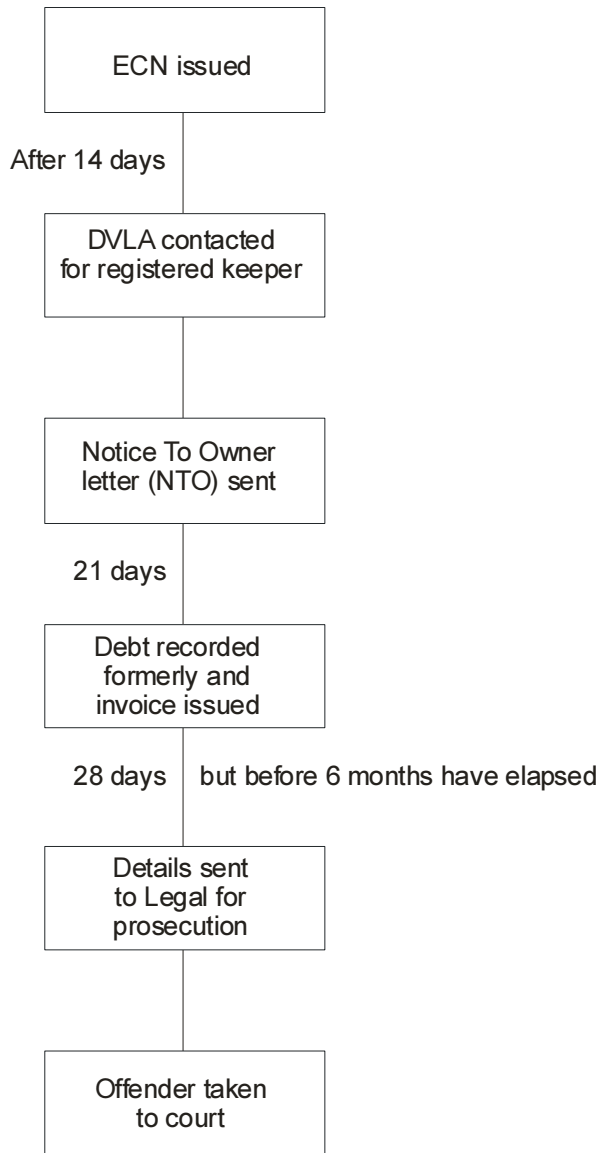 ECN issued
After 14 days
DVLA contacted
for registered keeper
Notice To Owner
letter (NTO) sent
21 days
Debt recorded
formerly and
invoice issued
28 days but before 6 months have elapsed
Details sent
to Legal for
prosecution
Offender taken
to court